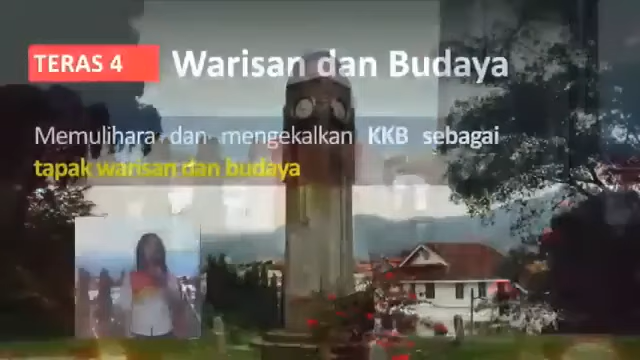 TERAS 4
Warisan dan Budaya
Memulihara dan mengekalkan KKB sebagai
tapak warisan dan budaya